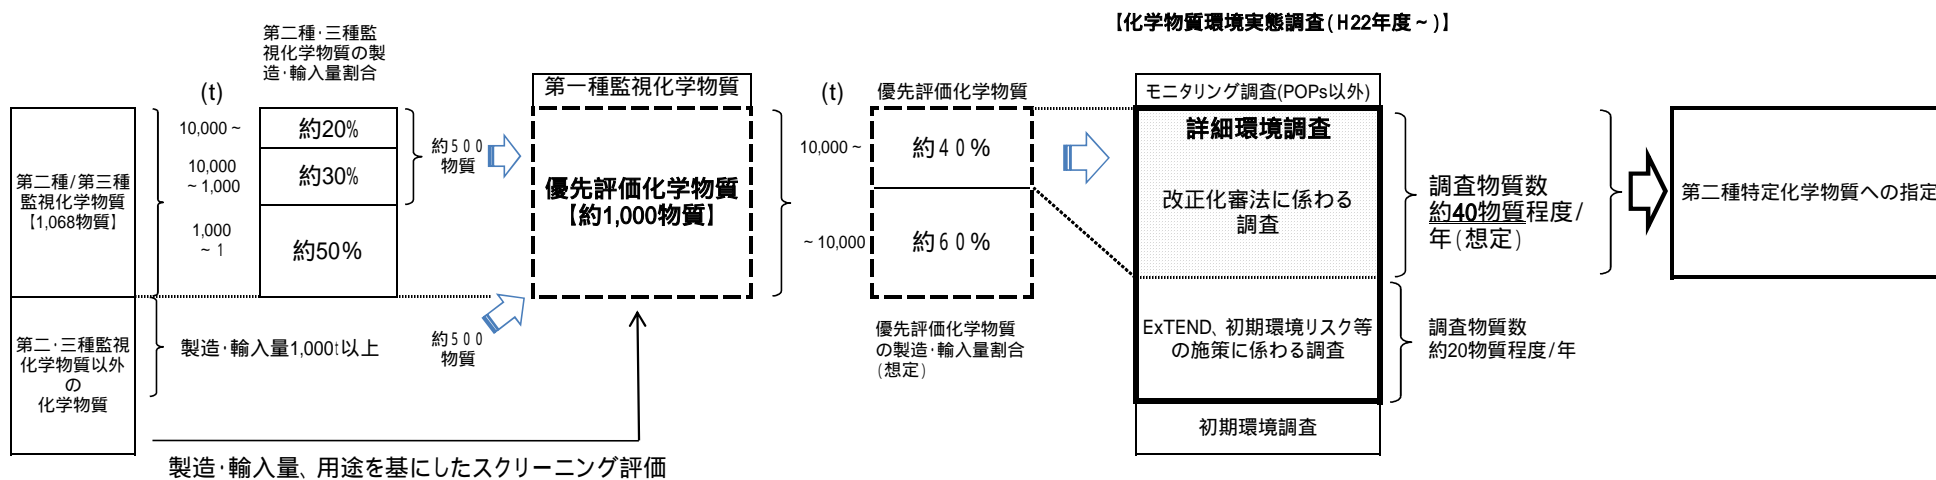 【化学物質環境実態調査(H22年度～)】
第二種・三種監
視化学物質の製
造・輸入量割合
(t)
10,000～
10,000
～1,000
1,000
～1
約20%
約30%
約50%
第二種/第三種
監視化学物質
【1,068物質】
第二・三種監視
化学物質以外
の
化学物質
製造・輸入量1,000t以上
約500
物質
約500
物質
第一種監視化学物質
優先評価化学物質
【約1,000物質】
製造・輸入量、用途を基にしたスクリーニング評価
(t)
10,000～
～10,000
優先評価化学物質
約40%
約60%
優先評価化学物質
の製造・輸入量割合
(想定)
モニタリング調査(POPs以外)
詳細環境調査
改正化審法に係わる
調査
ExTEND、初期環境リスク等
の施策に係わる調査
初期環境調査
調査物質数
約40物質程度/
年(想定)
調査物質数
約20物質程度/年
第二種特定化学物質への指定